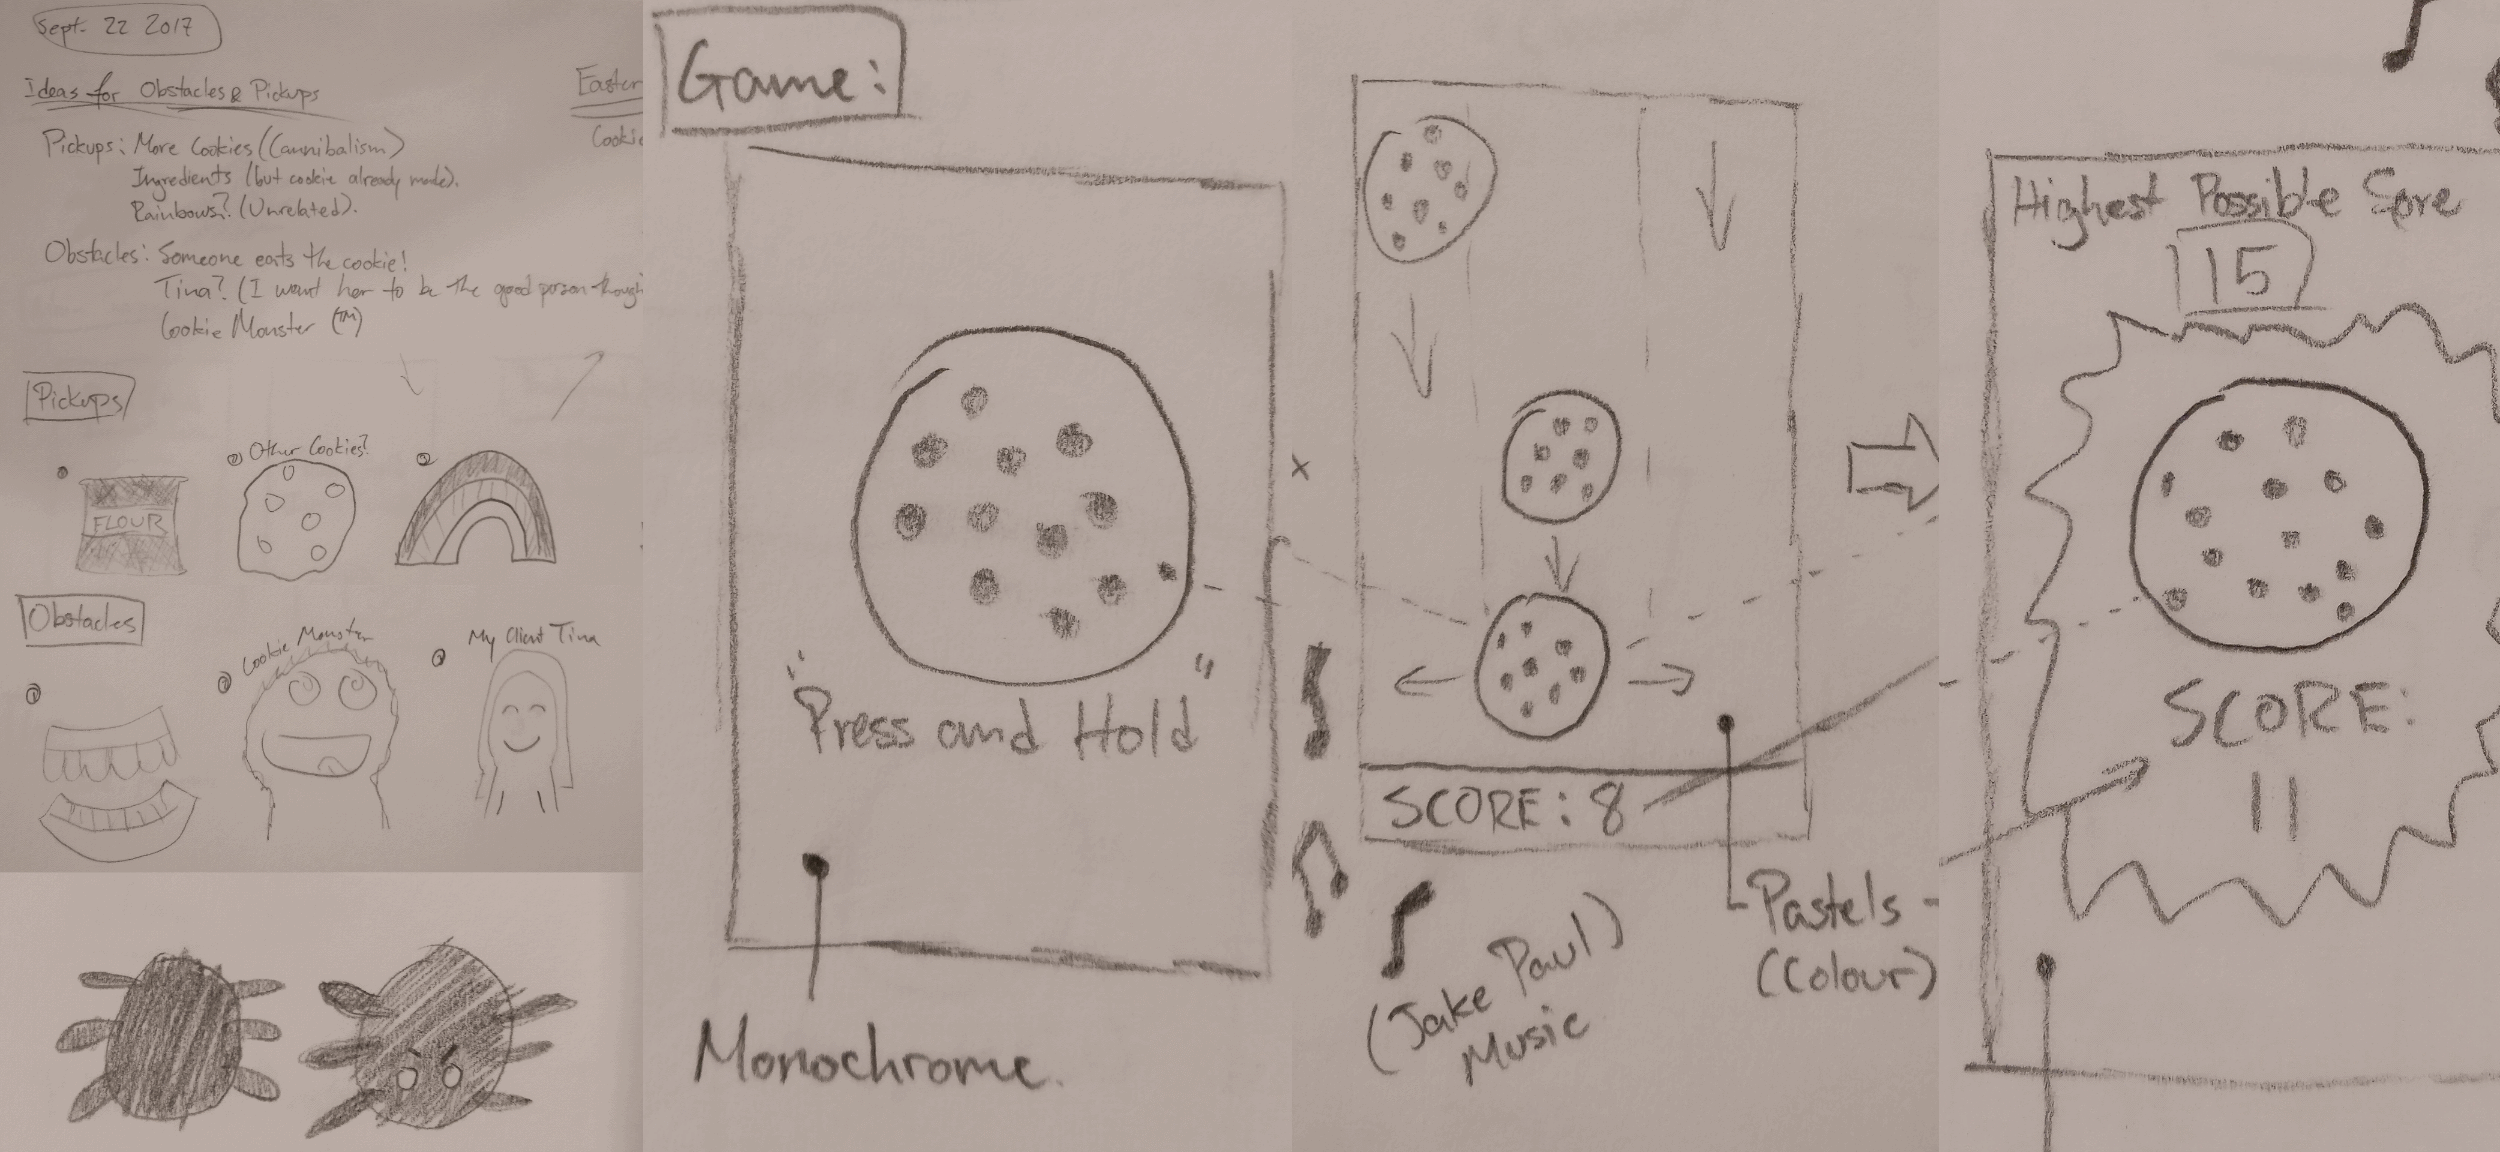 Sept. 22 2017
Ideas for Obstacles & Pickups
Pickups: More Cookies (Cannibalism)
Ingredients (but cookie already made).
Rainbows? (Unrelated).
Obstacles: Someone eats the cookie!
Tina? (I want her to be the good person though
Cookie Monster (TM)
Easter
Cookie
Pickups
FLOUR
Other Cookies?
Obstacles
Cookie Monster
My Client Tina
Game:
"Press and Hold"
Monochrome.
SCORE: 8
(Jake Paul)
Music
Pastels -
(Colour)
Highest Possible Score
15
SCORE:
11